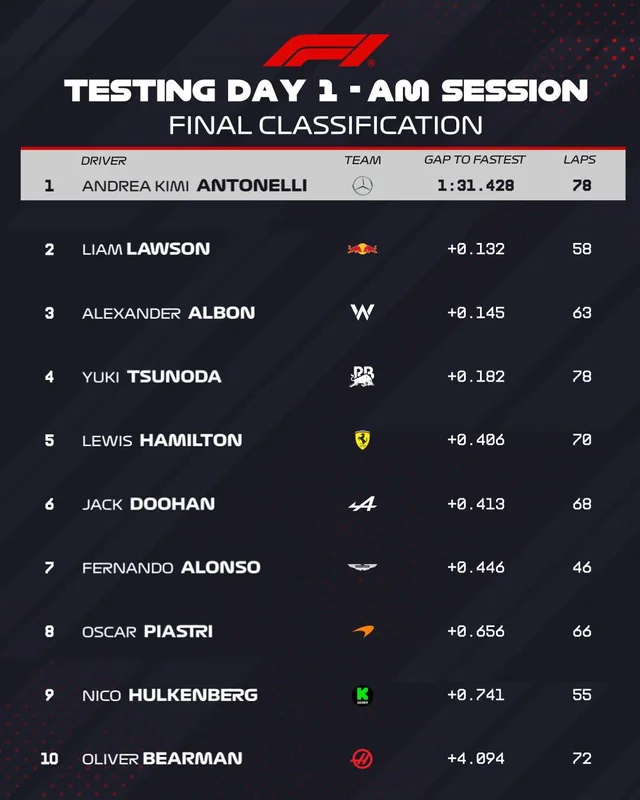 F1
TESTING DAY 1 - AM SESSION
FINAL CLASSIFICATION
DRIVER TEAM GAP TO FASTEST LAPS
1 ANDREA KIMI ANTONELLI 1:31.428 78
2 LIAM LAWSON +0.132 58
3 ALEXANDER ALBON W +0.145 63
4 YUKI TSUNODA RB +0.182 78
5 LEWIS HAMILTON +0.406 70
6 JACK DOOHAN A +0.413 68
7 FERNANDO ALONSO +0.446 46
8 OSCAR PIASTRI +0.656 66
9 NICO HULKENBERG K +0.741 55
10 OLIVER BEARMAN +4.094 72